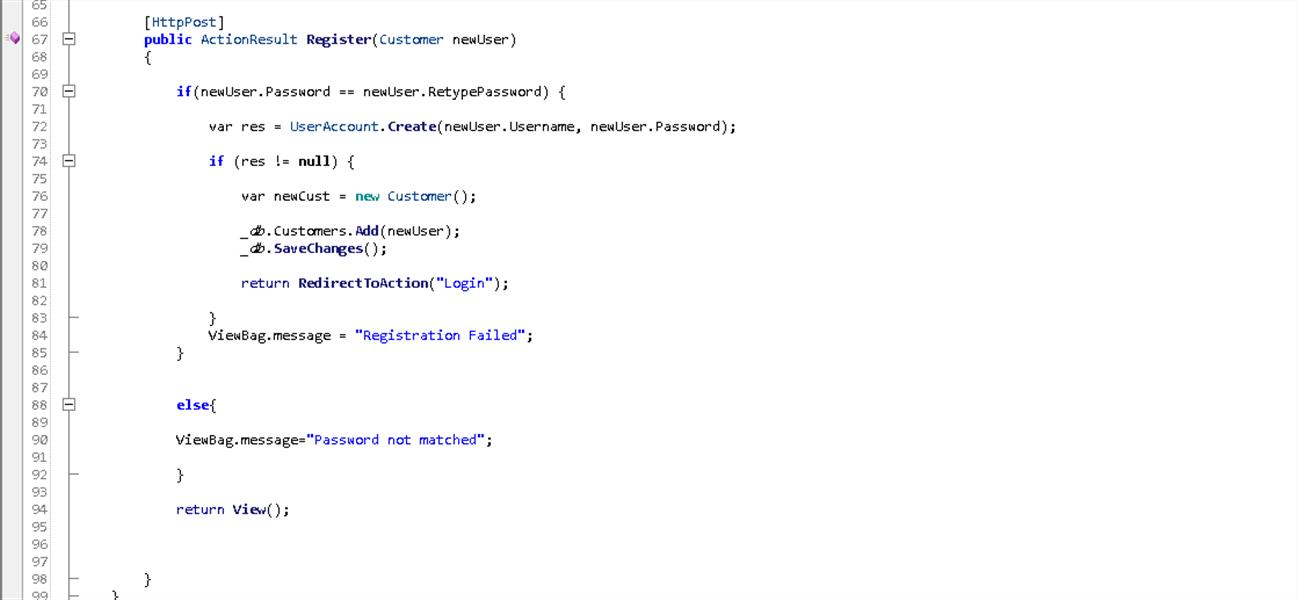 65
66 [HttpPost]
67 public ActionResult Register(Customer newUser)
68 {
69
70 if(newUser.Password == newUser.RetypePassword) {
71
72 var res = UserAccount.Create(newUser.Username, newUser.Password);
73
74 if (res != null) {
75
76 var newCust = new Customer();
77
78 _db.Customers.Add(newUser);
79 _db.SaveChanges();
80
81 return RedirectToAction("Login");
82
83 }
84 ViewBag.message = "Registration Failed";
85 }
86
87
88 else{
89
90 ViewBag.message="Password not matched";
91
92 }
93
94 return View();
95
96
97
98 }
99 }